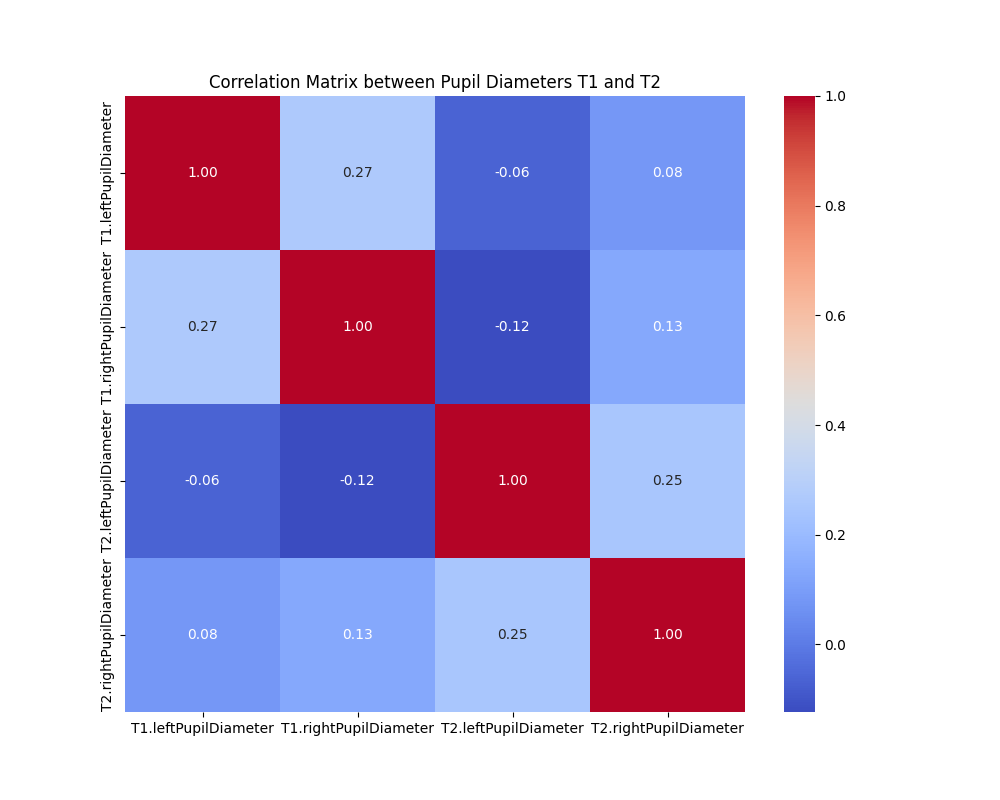 Correlation Matrix between Pupil Diameters T1 and T2
T1.leftPupilDiameter
1.00 0.27 -0.06 0.08
T1.rightPupilDiameter
0.27 1.00 -0.12 0.13
T2.leftPupilDiameter
-0.06 -0.12 1.00 0.25
T2.rightPupilDiameter
0.08 0.13 0.25 1.00
T1.leftPupilDiameter T1.rightPupilDiameter T2.leftPupilDiameter T2.rightPupilDiameter
1.0
0.8
0.6
0.4
0.2
0.0